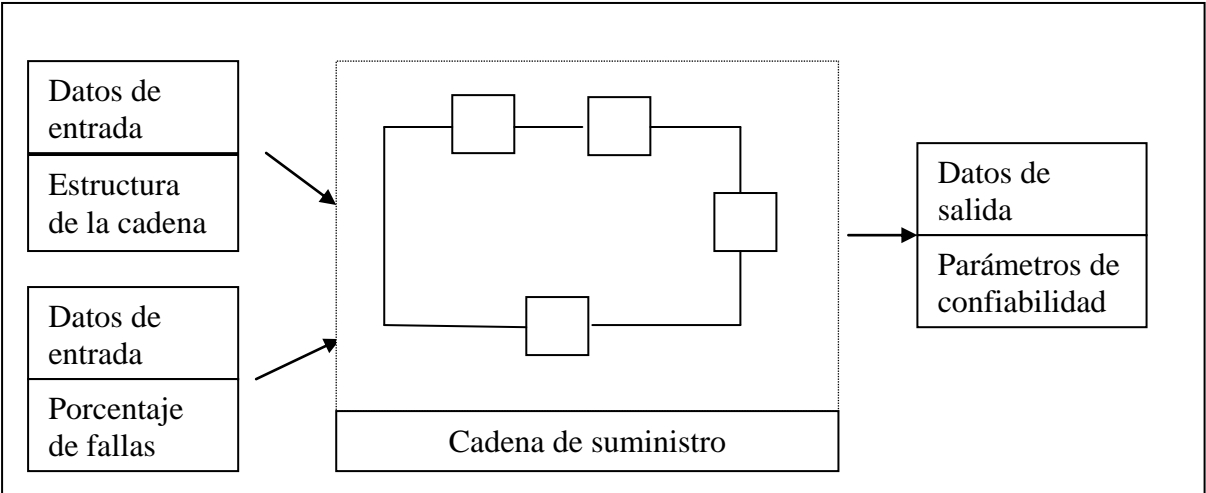 Datos de
entrada
Estructura
de la cadena
Datos de
entrada
Porcentaje
de fallas
Cadena de suministro
Datos de
salida
Parámetros de
confiabilidad